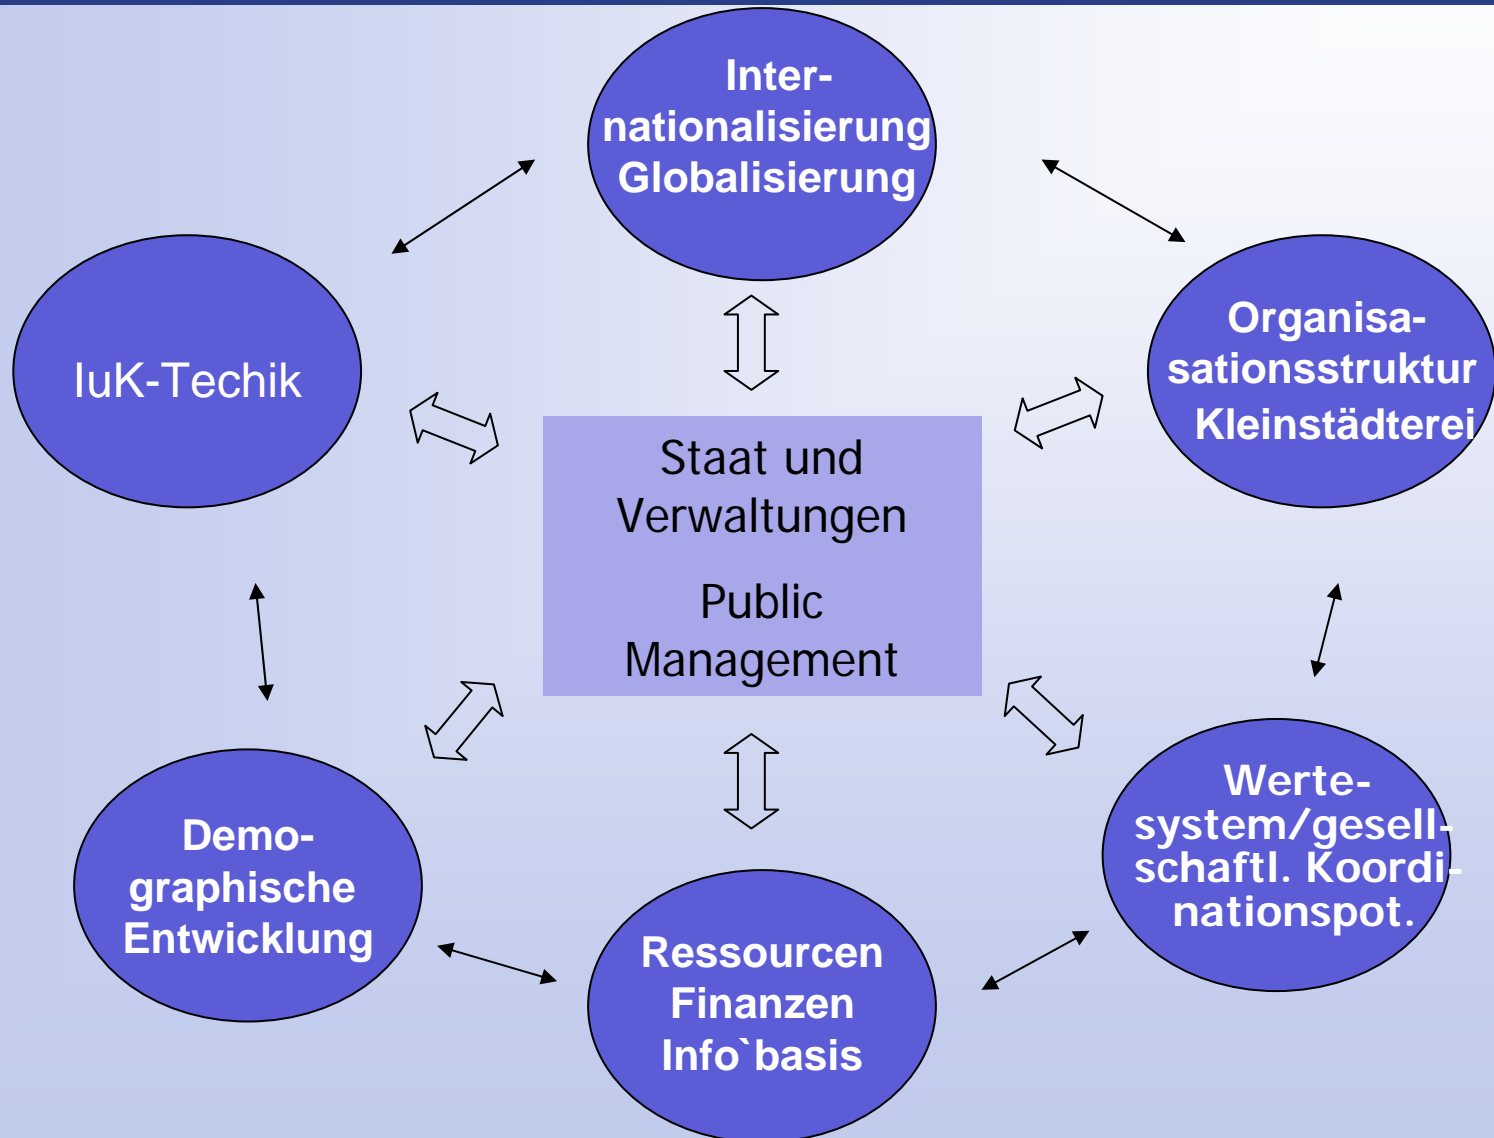 Inter-
nationalisierung
Globalisierung
IuK-Techik
Organisa-
sationsstruktur
Kleinstädterei
Staat und
Verwaltungen
Public
Management
Demo-
graphische
Entwicklung
Ressourcen
Finanzen
Info`basis
Werte-
system/gesell-
schaftl. Koordi-
nationspot.